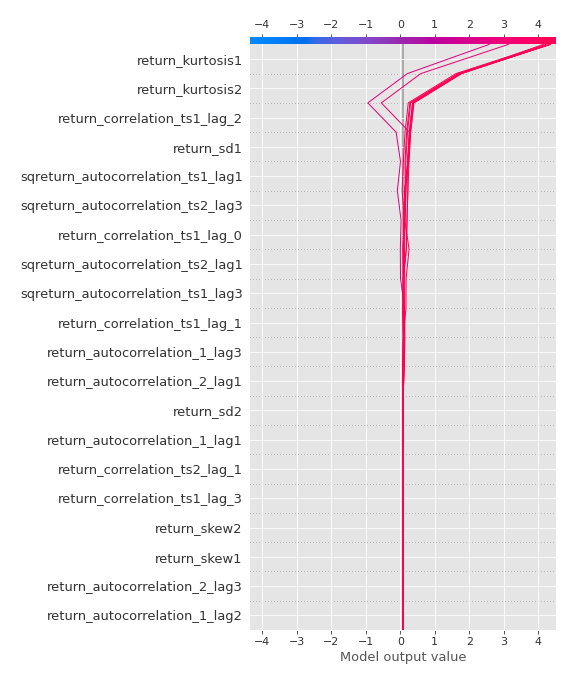 −4 −3 −2 −1 0 1 2 3 4
return_kurtosis1
return_kurtosis2
return_correlation_ts1_lag_2
return_sd1
sqreturn_autocorrelation_ts1_lag1
sqreturn_autocorrelation_ts2_lag3
return_correlation_ts1_lag_0
sqreturn_autocorrelation_ts2_lag1
sqreturn_autocorrelation_ts1_lag3
return_correlation_ts1_lag_1
return_autocorrelation_1_lag3
return_autocorrelation_2_lag1
return_sd2
return_autocorrelation_1_lag1
return_correlation_ts2_lag_1
return_correlation_ts1_lag_3
return_skew2
return_skew1
return_autocorrelation_2_lag3
return_autocorrelation_1_lag2
−4 −3 −2 −1 0 1 2 3 4
Model output value